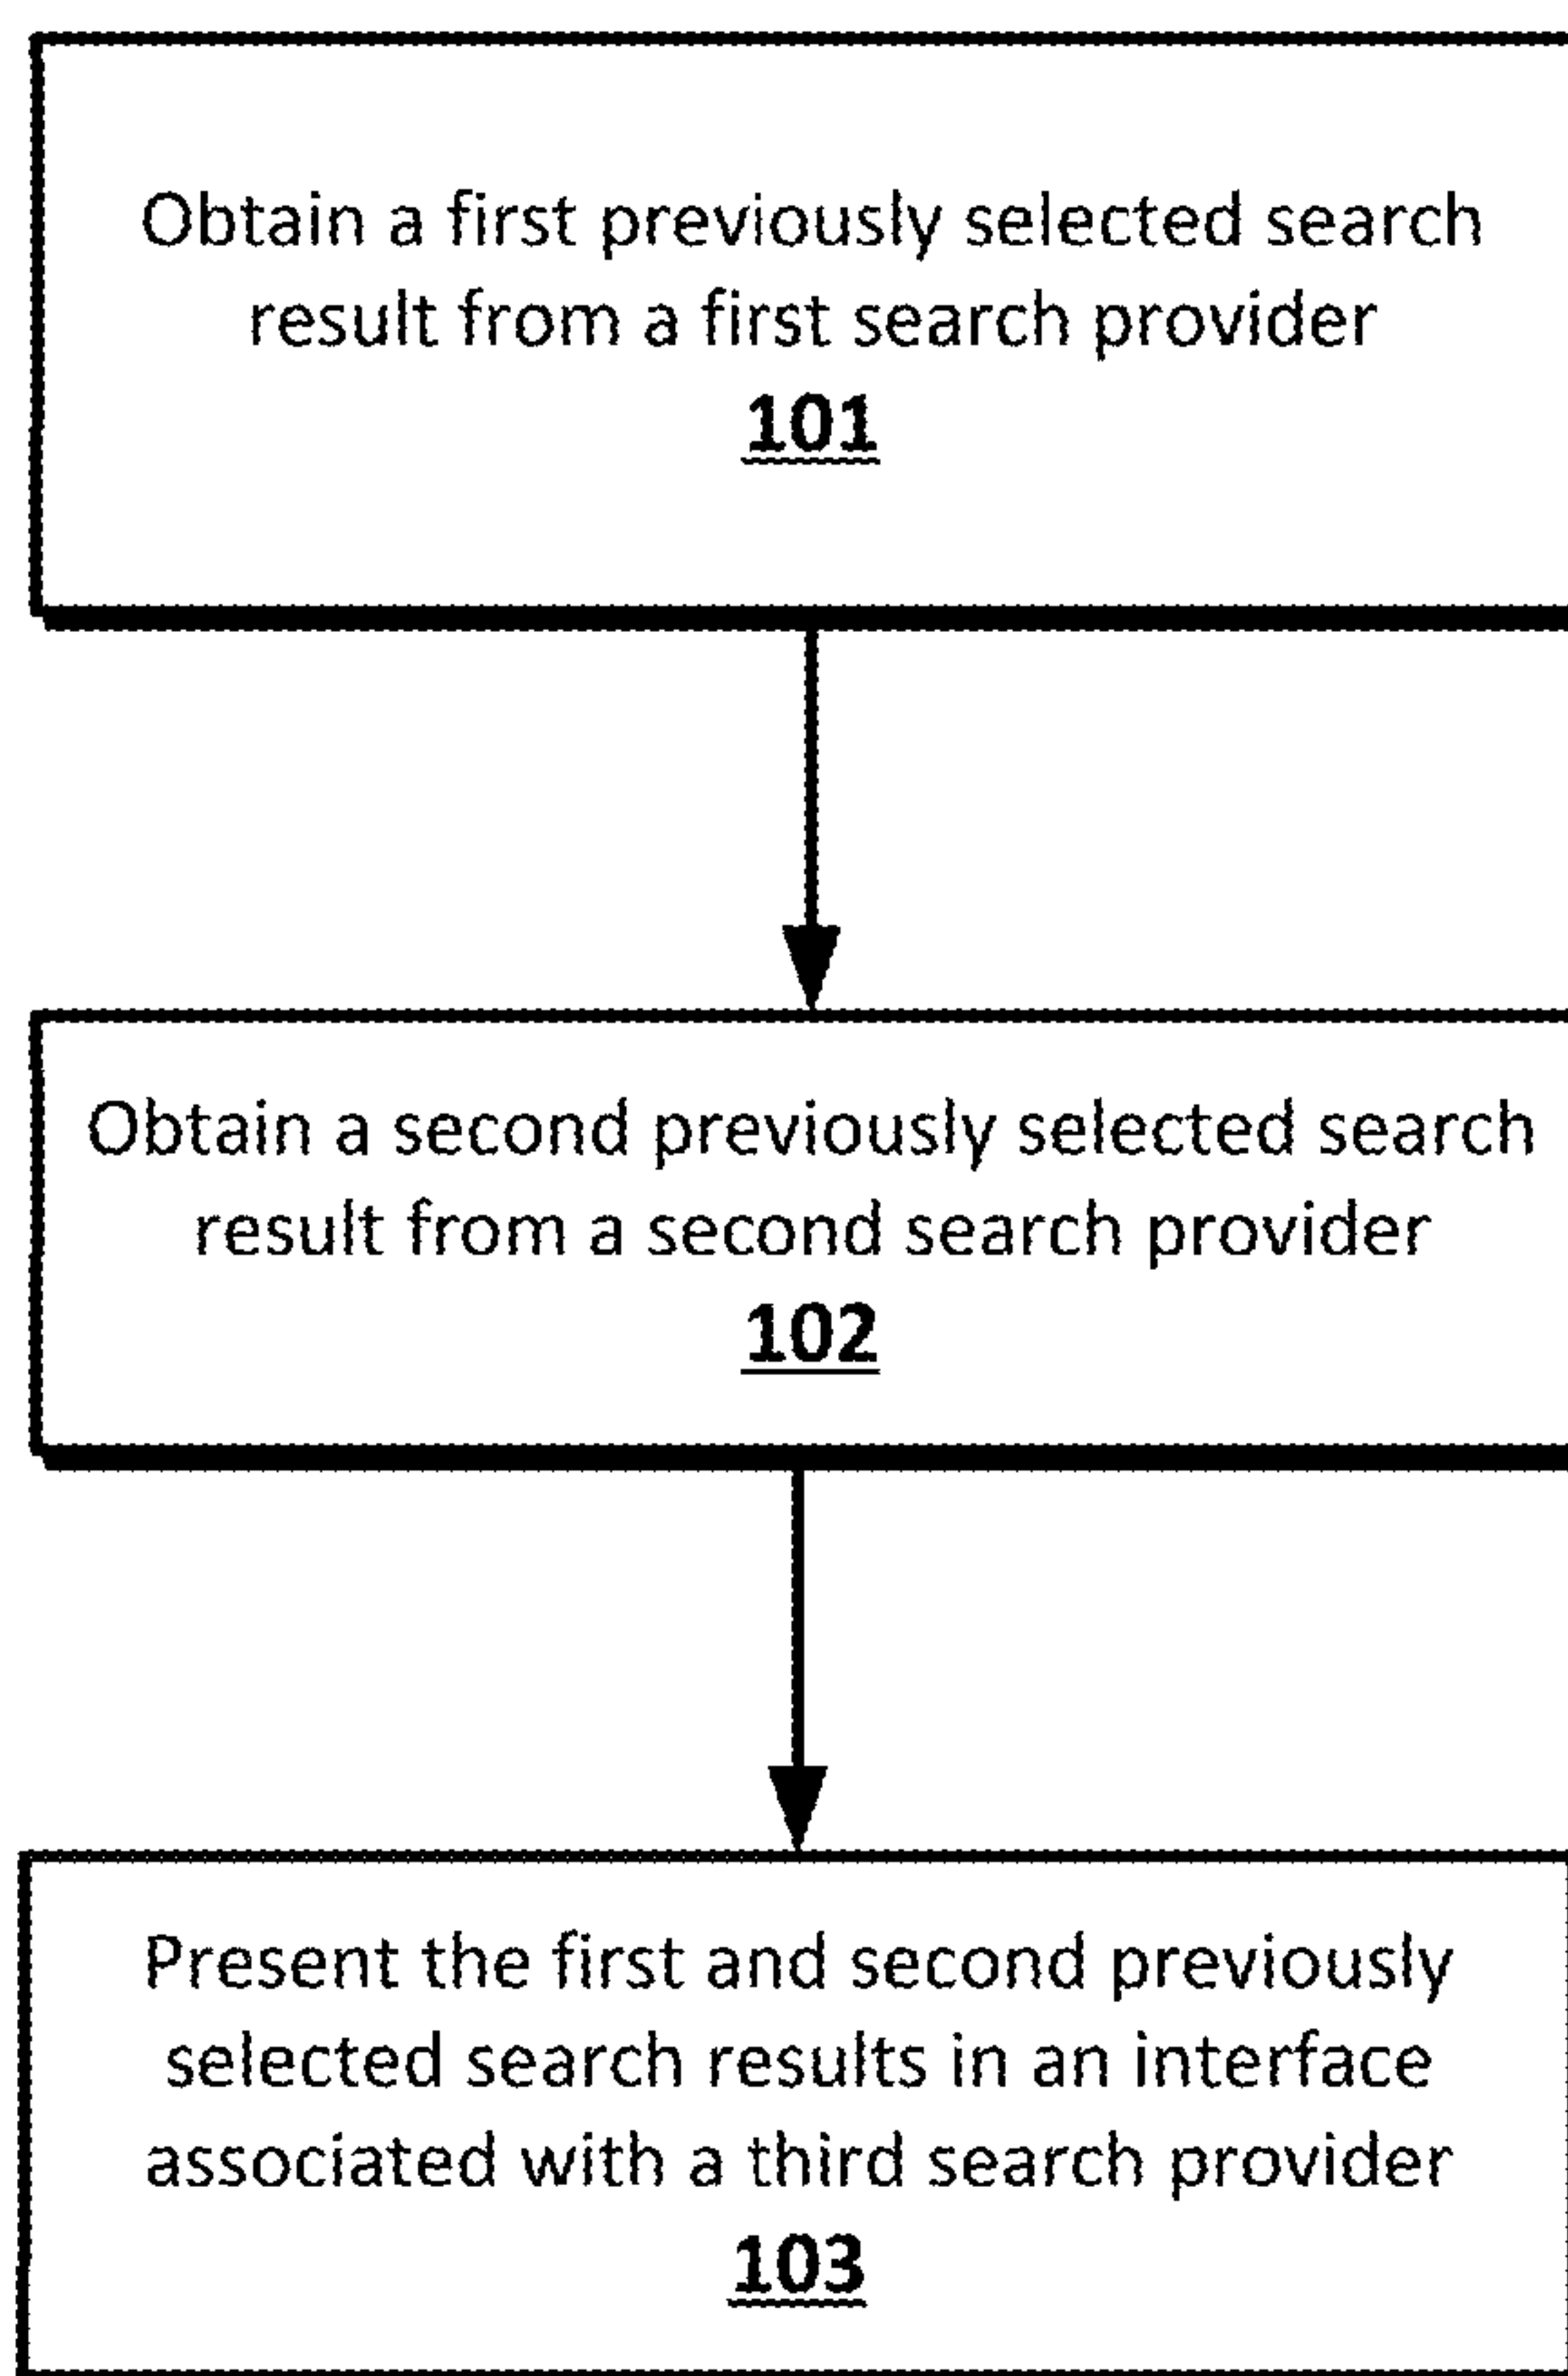 Obtain a first previously selected search
result from a first search provider
101
Obtain a second previously selected search
result from a second search provider
102
Present the first and second previously
selected search results in an interface
associated with a third search provider
103